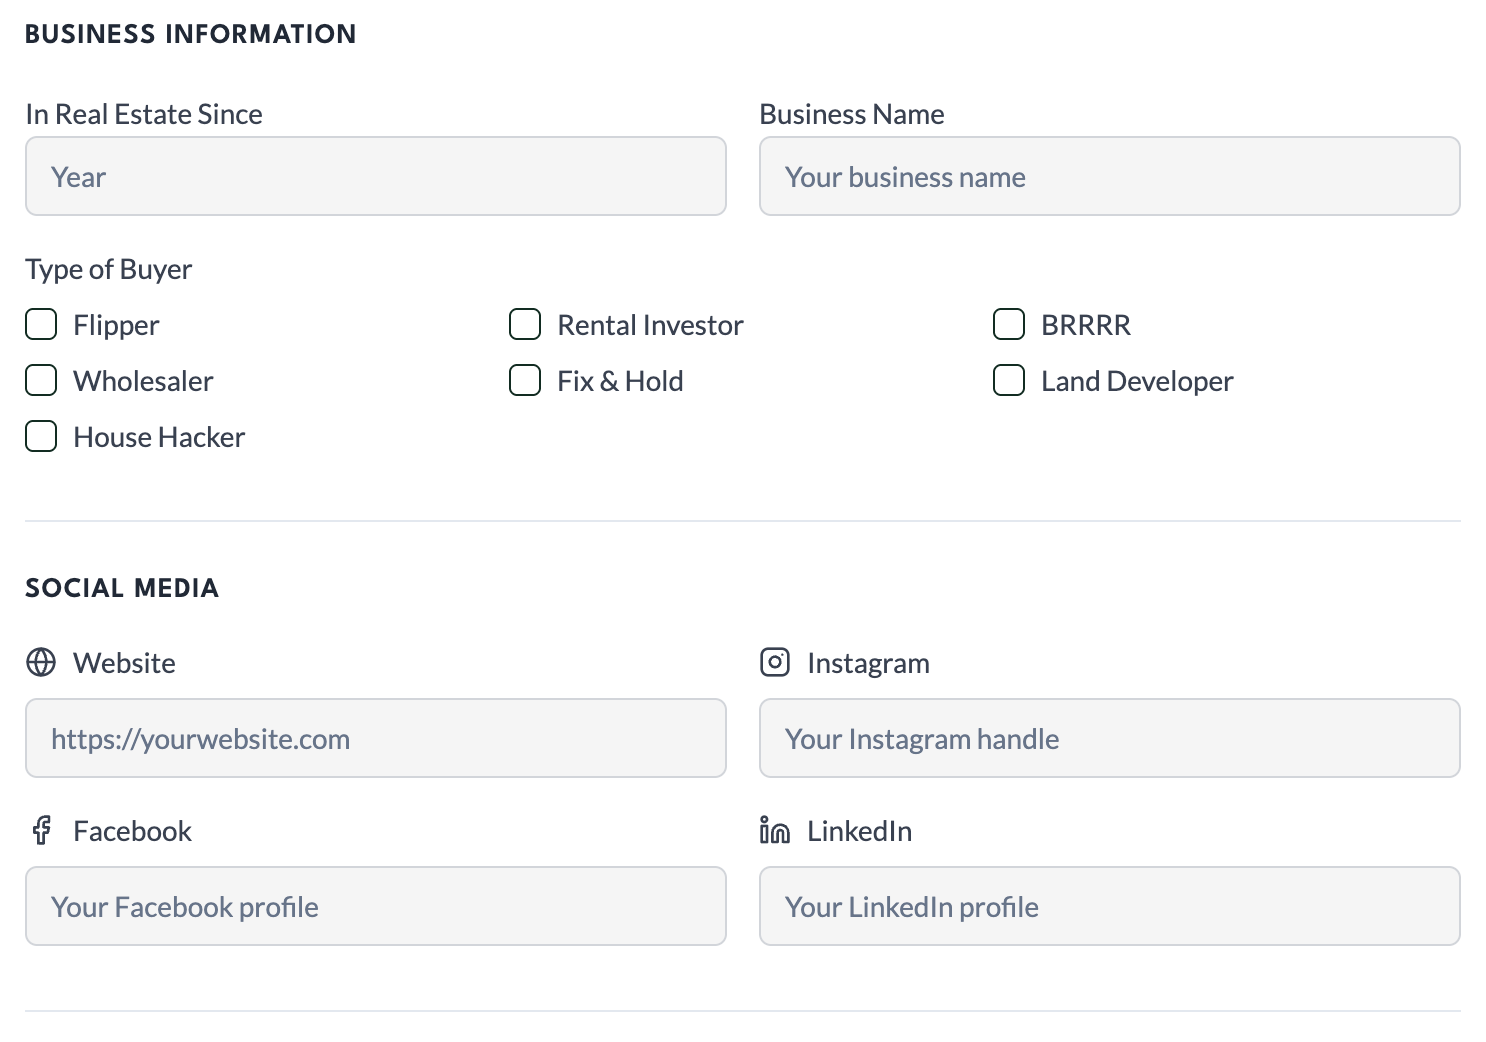 BUSINESS INFORMATION
In Real Estate Since
Business Name
Year
Your business name
Type of Buyer
Flipper
Rental Investor
BRRRR
Wholesaler
Fix & Hold
Land Developer
House Hacker
SOCIAL MEDIA
Website
Instagram
https://yourwebsite.com
Your Instagram handle
Facebook
LinkedIn
Your Facebook profile
Your LinkedIn profile